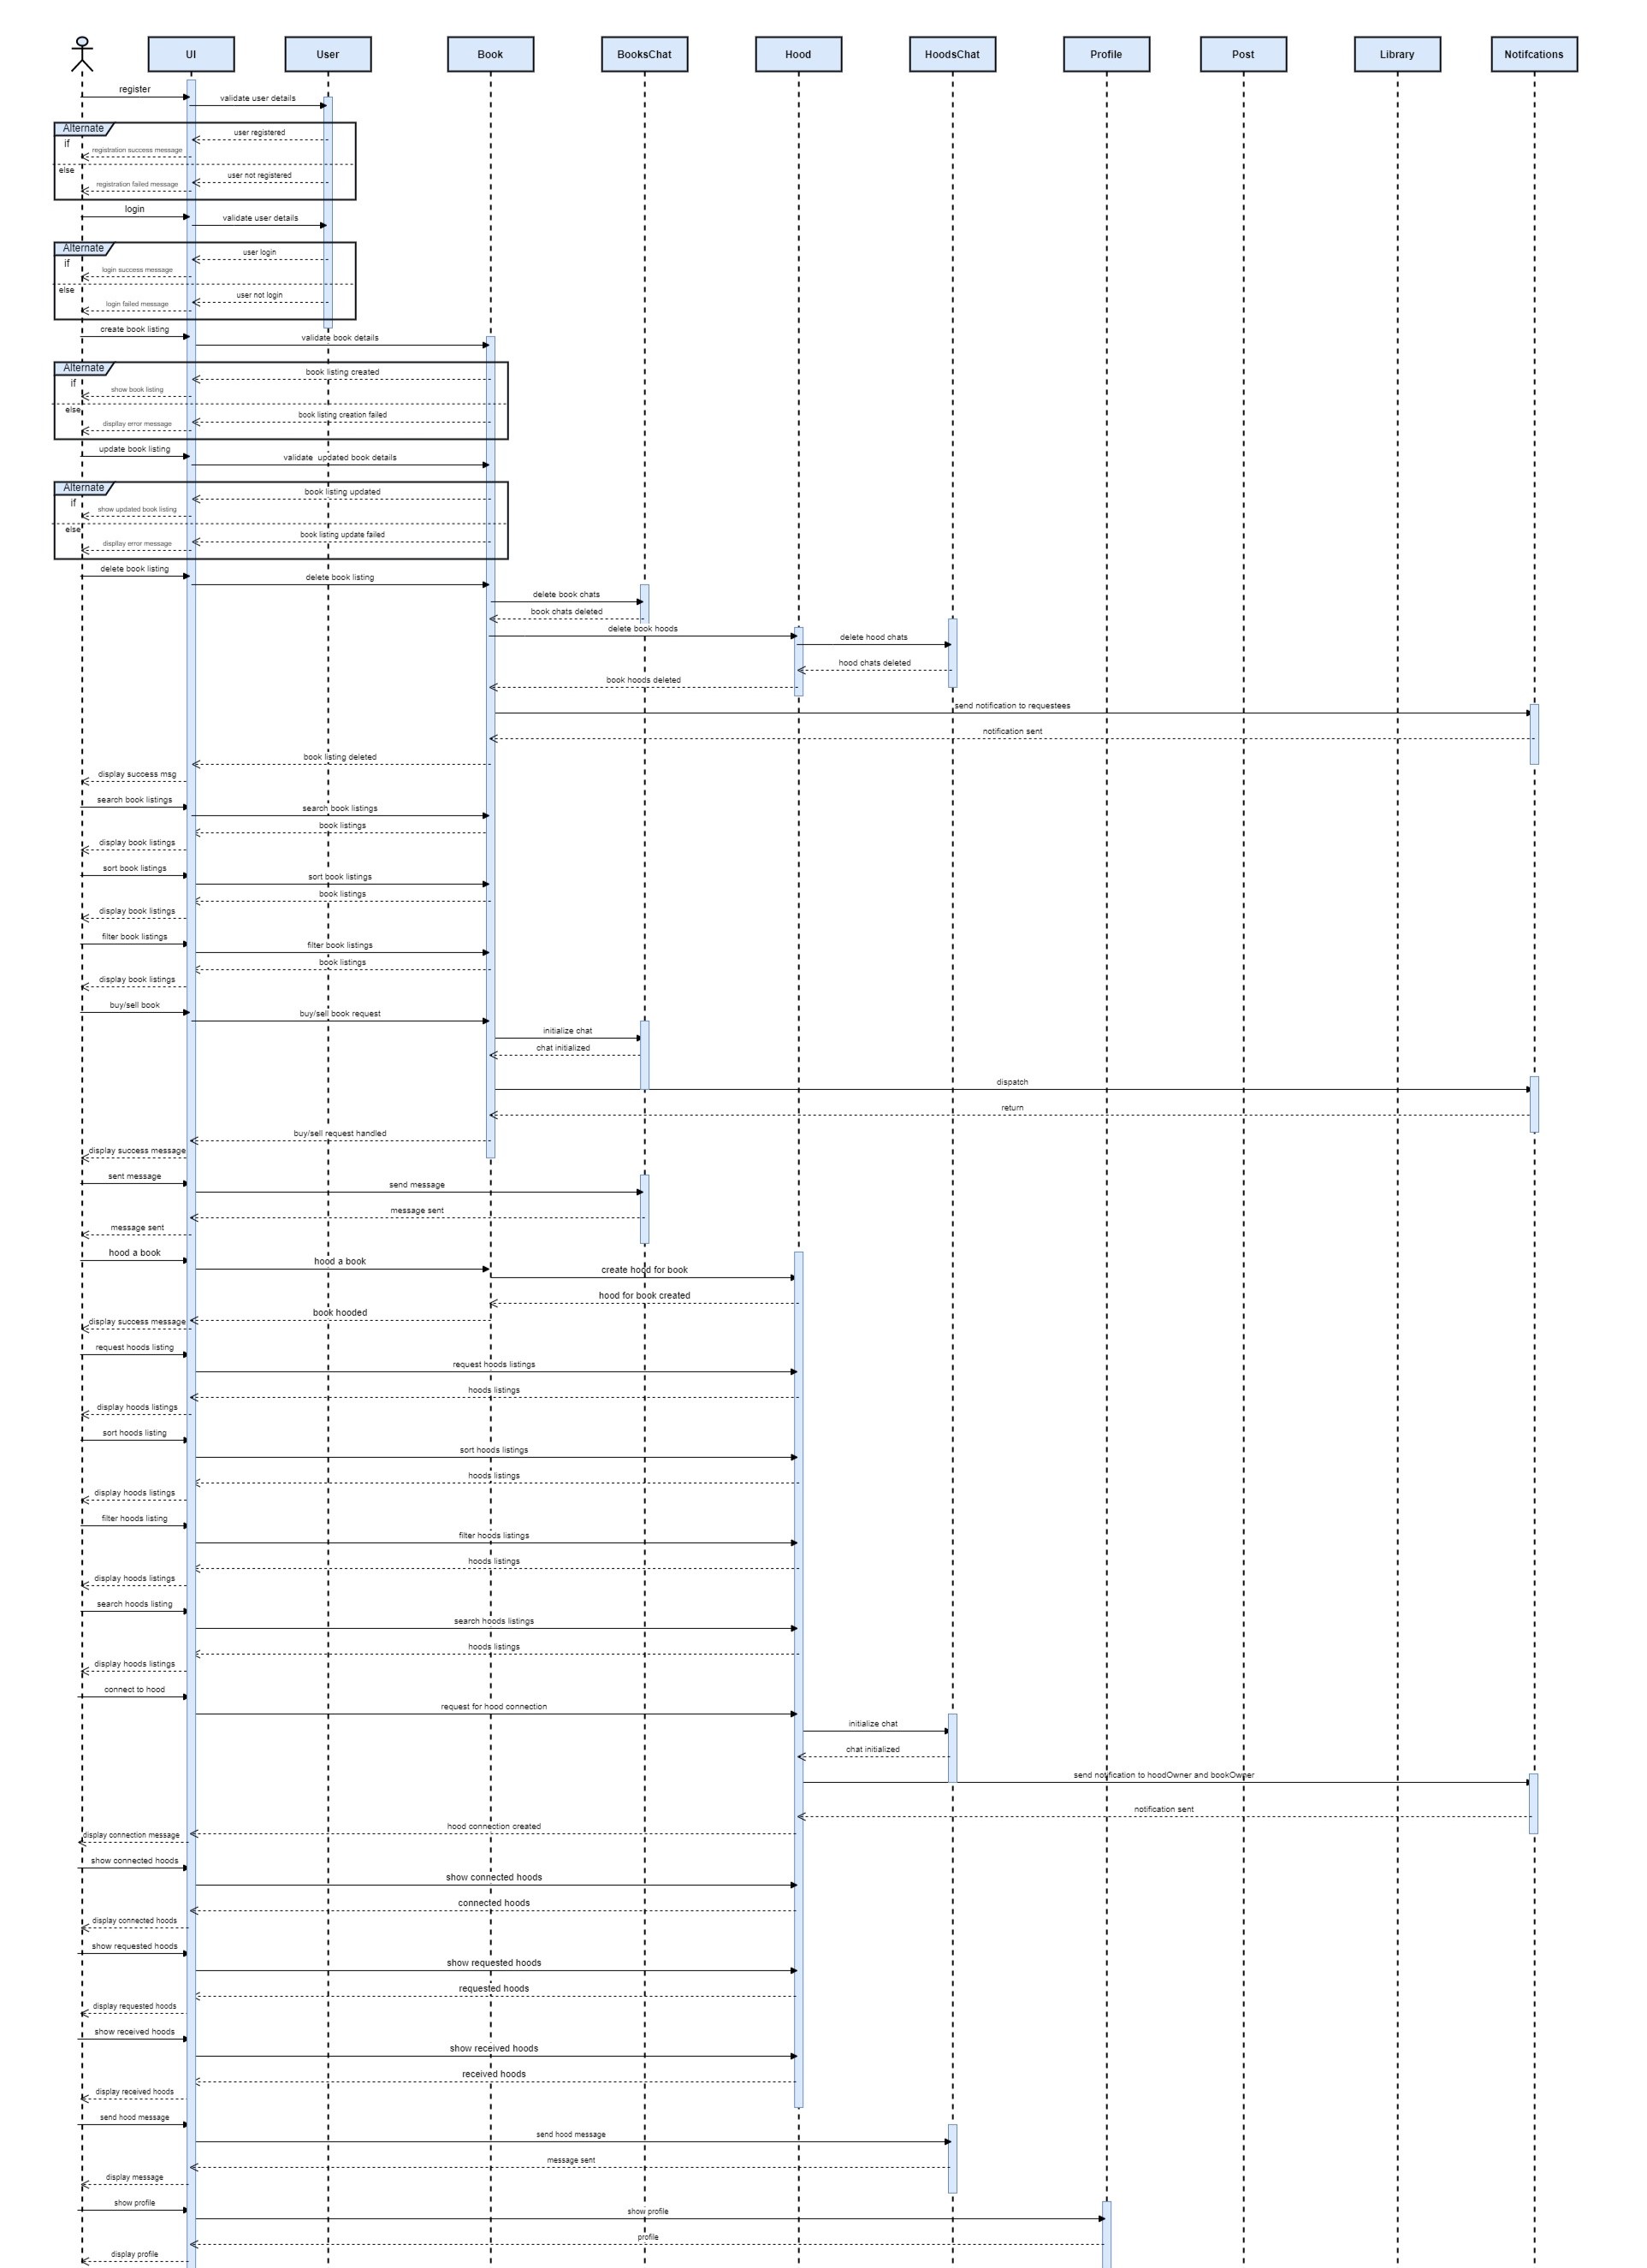 UI
User
Book
BooksChat
Hood
HoodsChat
Profile
Post
Library
Notifcations
register
validate user details
Alternate
user registered
if
registration success message
else
user not registered
registration failed message
login
validate user details
Alternate
user login
if
login success message
else
user not login
login failed message
create book listing
validate book details
Alternate
book listing created
if
show book listing
else
book listing creation failed
display error message
update book listing
validate updated book details
Alternate
book listing updated
if
show updated book listing
else
book listing update failed
display error message
delete book listing
delete book listing
delete book chats
book chats deleted
delete book hoods
delete hood chats
hood chats deleted
book hoods deleted
send notification to requestees
notification sent
book listing deleted
display success msg
search book listings
search book listings
book listings
display book listings
sort book listings
sort book listings
book listings
display book listings
filter book listings
filter book listings
book listings
display book listings
buy/sell book
buy/sell book request
initialize chat
chat initialized
dispatch
return
buy/sell request handled
display success message
sent message
send message
message sent
message sent
hood a book
hood a book
create hood for book
hood for book created
book hooded
display success message
request hoods listing
request hoods listings
hoods listings
display hoods listings
sort hoods listing
sort hoods listings
hoods listings
display hoods listings
filter hoods listing
filter hoods listings
hoods listings
display hoods listings
search hoods listing
search hoods listings
hoods listings
display hoods listings
connect to hood
request for hood connection
initialize chat
chat initialized
send notification to hoodOwner and bookOwner
notification sent
hood connection created
display connection message
show connected hoods
show connected hoods
connected hoods
display connected hoods
show requested hoods
show requested hoods
requested hoods
display requested hoods
show received hoods
show received hoods
received hoods
display received hoods
send hood message
send hood message
message sent
display message
show profile
show profile
profile
display profile